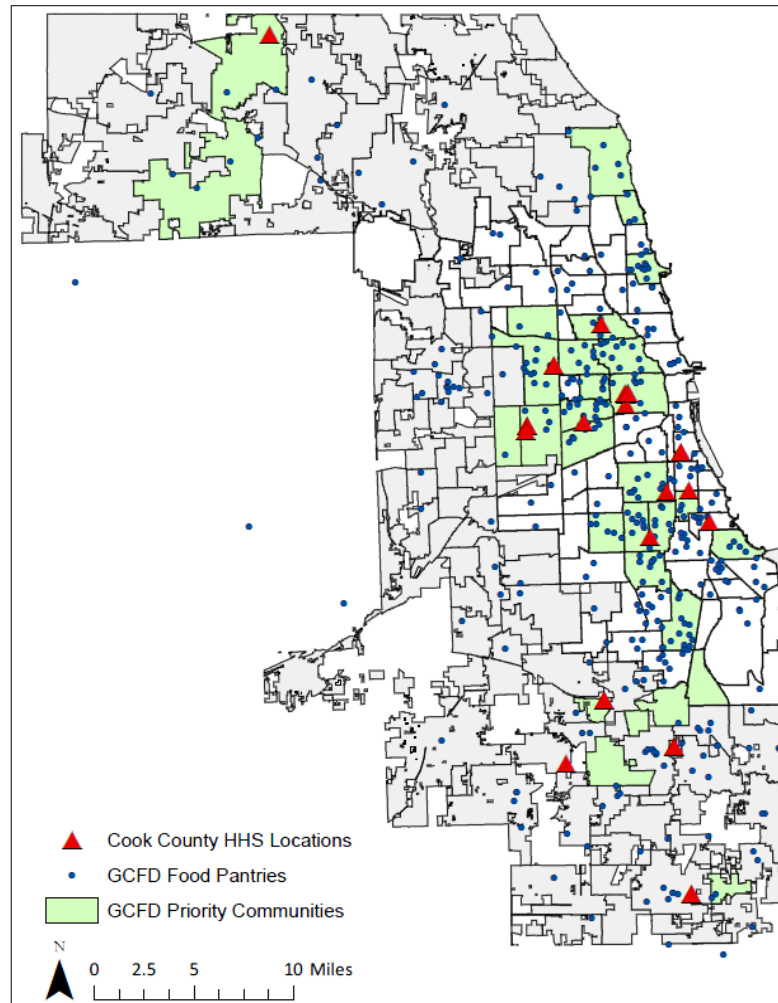 Cook County HHS Locations
GCFD Food Pantries
GCFD Priority Communities
N
0 2.5 5 10 Miles